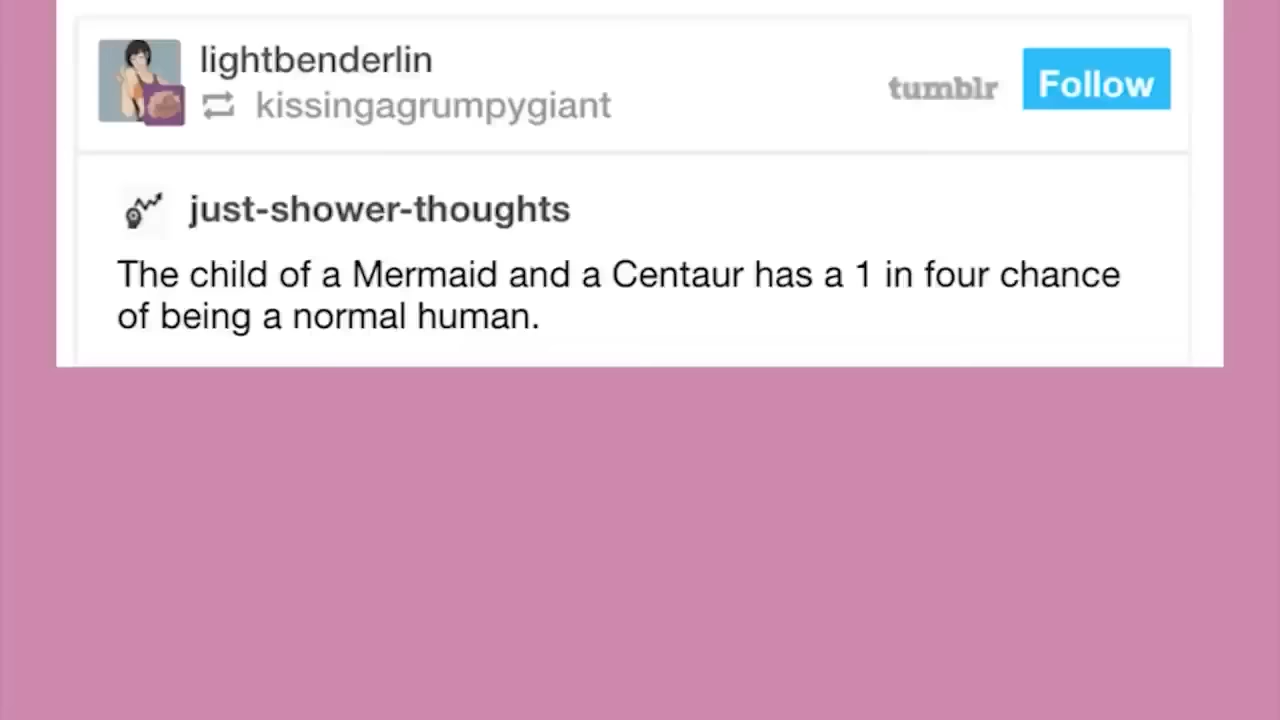 lightbenderlin
kissingagrumpygiant
tumblr
Follow
just-shower-thoughts
The child of a Mermaid and a Centaur has a 1 in four chance
of being a normal human.